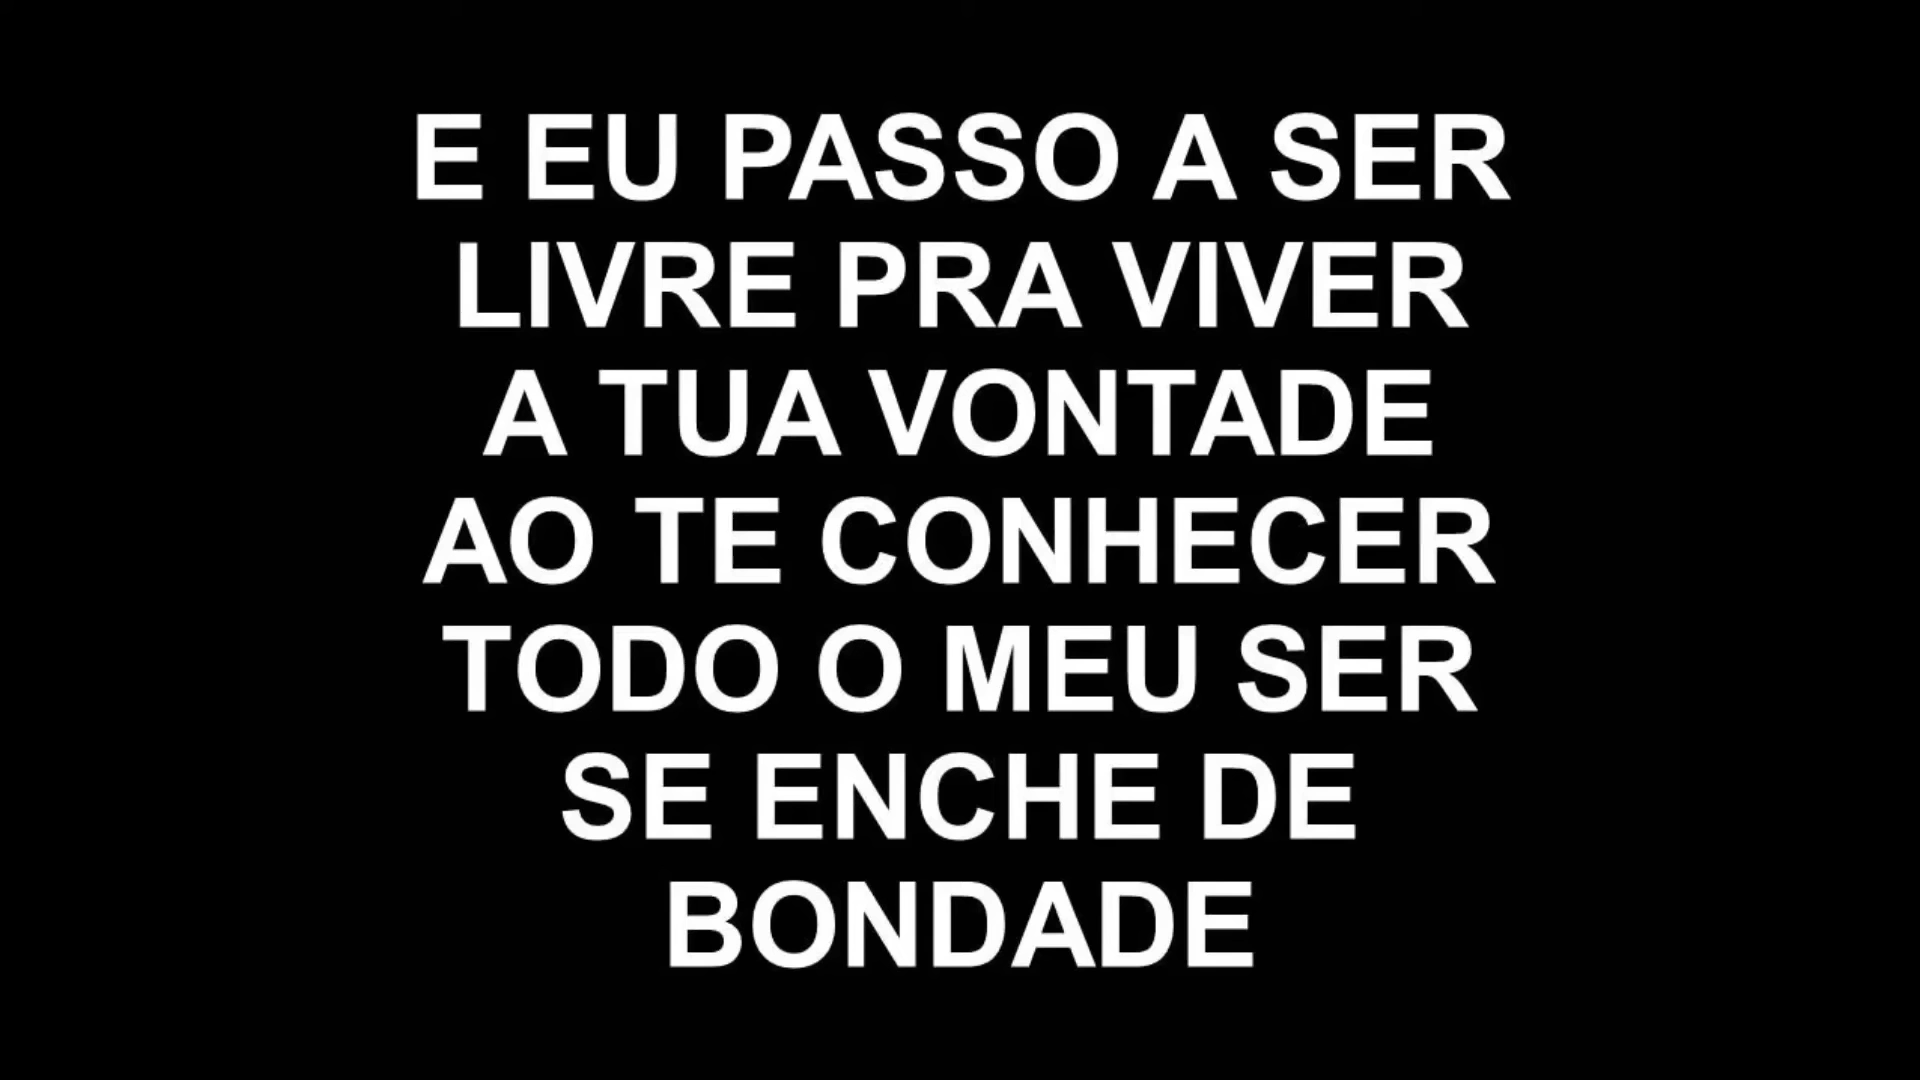 E EU PASSO A SER
LIVRE PRA VIVER
A TUA VONTADE
AO TE CONHECER
TODO O MEU SER
SE ENCHE DE
BONDADE